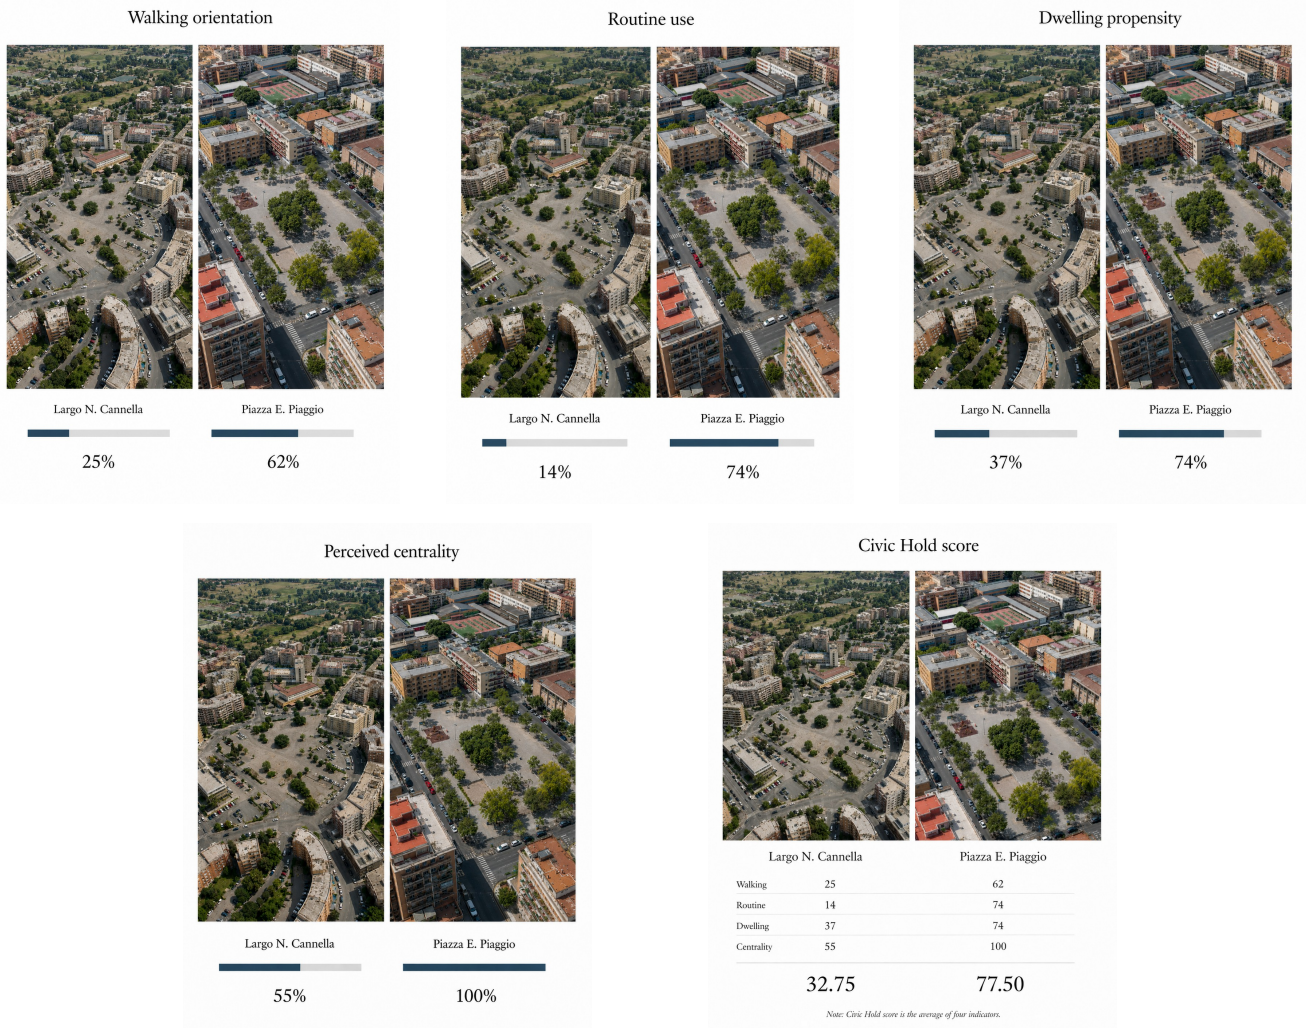 Walking orientation
Largo N. Cannella
Piazza E. Piaggio
25%
62%
Routine use
Largo N. Cannella
Piazza E. Piaggio
14%
74%
Dwelling propensity
Largo N. Cannella
Piazza E. Piaggio
37%
74%
Perceived centrality
Largo N. Cannella
Piazza E. Piaggio
55%
100%
Civic Hold score
Largo N. Cannella
Piazza E. Piaggio
Walking 25 62
Routine 14 74
Dwelling 37 74
Centrality 55 100
32.75 77.50
Note: Civic Hold score is the average of four indicators.